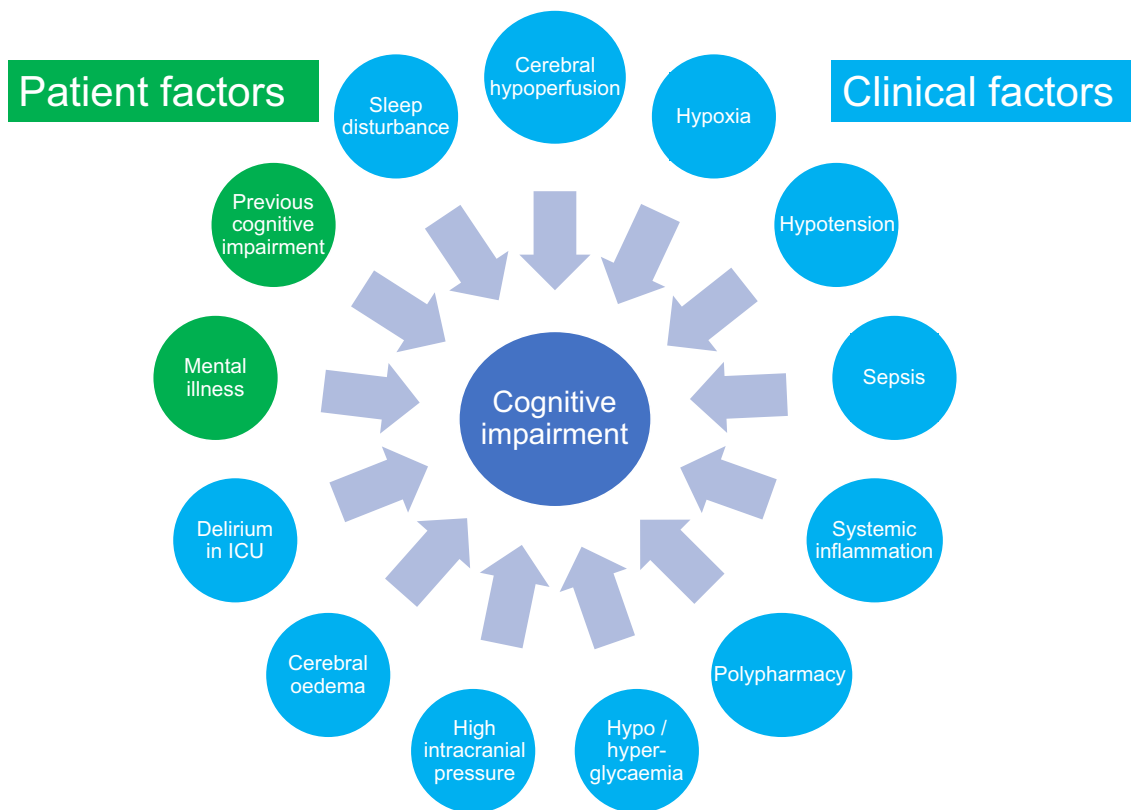 Patient factors
Clinical factors
Cerebral
hypoperfusion
Hypoxia
Hypotension
Sepsis
Systemic
inflammation
Polypharmacy
Hypo /
hyper-
glycaemia
High
intracranial
pressure
Cerebral
oedema
Delirium
in ICU
Mental
illness
Previous
cognitive
impairment
Sleep
disturbance
Cognitive
impairment